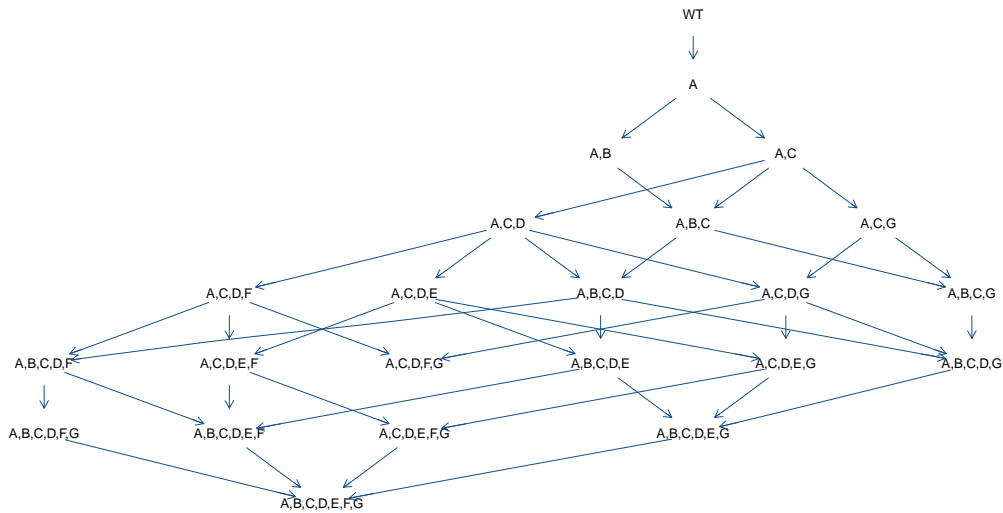 WT
A
A,B
A,C
A,C,D
A,B,C
A,C,G
A,C,D,F
A,C,D,E
A,B,C,D
A,C,D,G
A,B,C,G
A,B,C,D,F
A,C,D,E,F
A,C,D,F,G
A,B,C,D,E
A,C,D,E,G
A,B,C,D,G
A,B,C,D,F,G
A,B,C,D,E,F
A,C,D,E,F,G
A,B,C,D,E,G
A,B,C,D,E,F,G